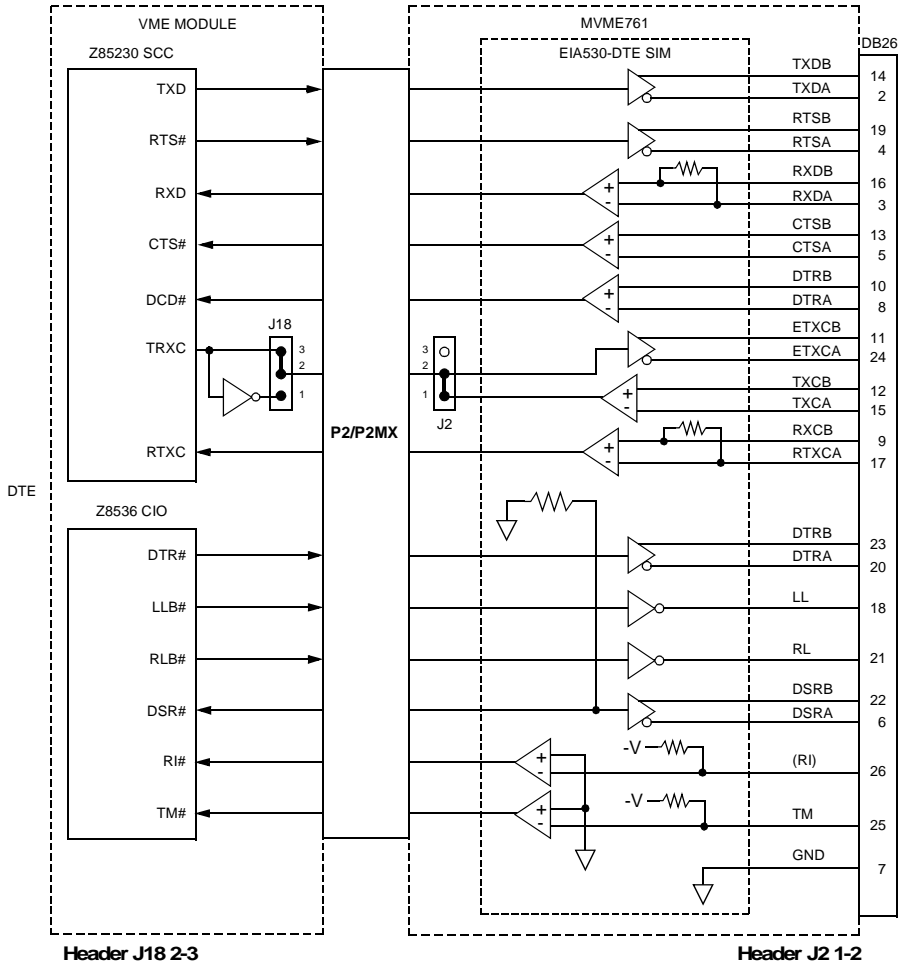 VME MODULE
MVME761
Z85230 SCC
EIA530-DTE SIM
DB26
TXD
TXDB 14
TXDA 2
RTS#
RTSB 19
RTSA 4
RXD
+
-
RXDB 16
RXDA 3
CTS#
+
-
CTSB 13
CTSA 5
DCD#
+
-
DTRB 10
DTRA 8
TRXC
J18
3
2
1
3
2
1
J2
ETXCB 11
ETXCA 24
+
-
TXCB 12
TXCA 15
P2/P2MX
RTXC
+
-
RXCB 9
RTXCA 17
DTE
Z8536 CIO
DTR#
DTRB 23
DTRA 20
LLB#
LL 18
RLB#
RL 21
DSR#
DSRB 22
DSRA 6
RI#
+
-
-V
(RI) 26
TM#
+
-
-V
TM 25
GND 7
Header J18 2-3
Header J2 1-2